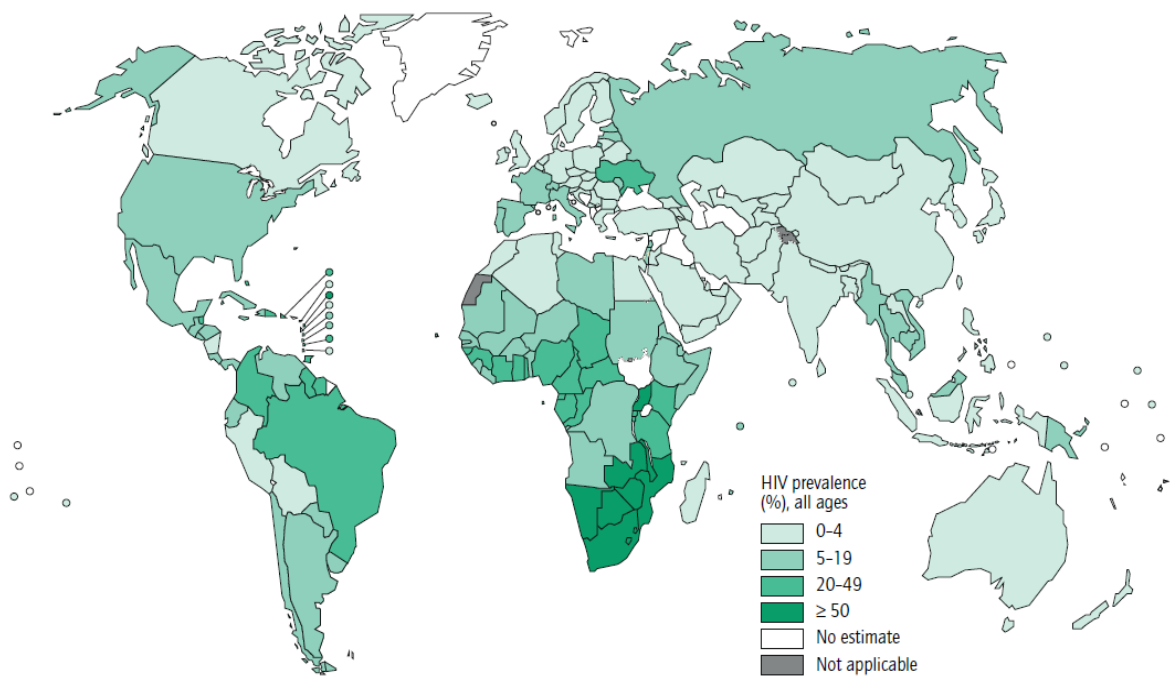 HIV prevalence
(%), all ages
0–4
5–19
20–49
≥ 50
No estimate
Not applicable